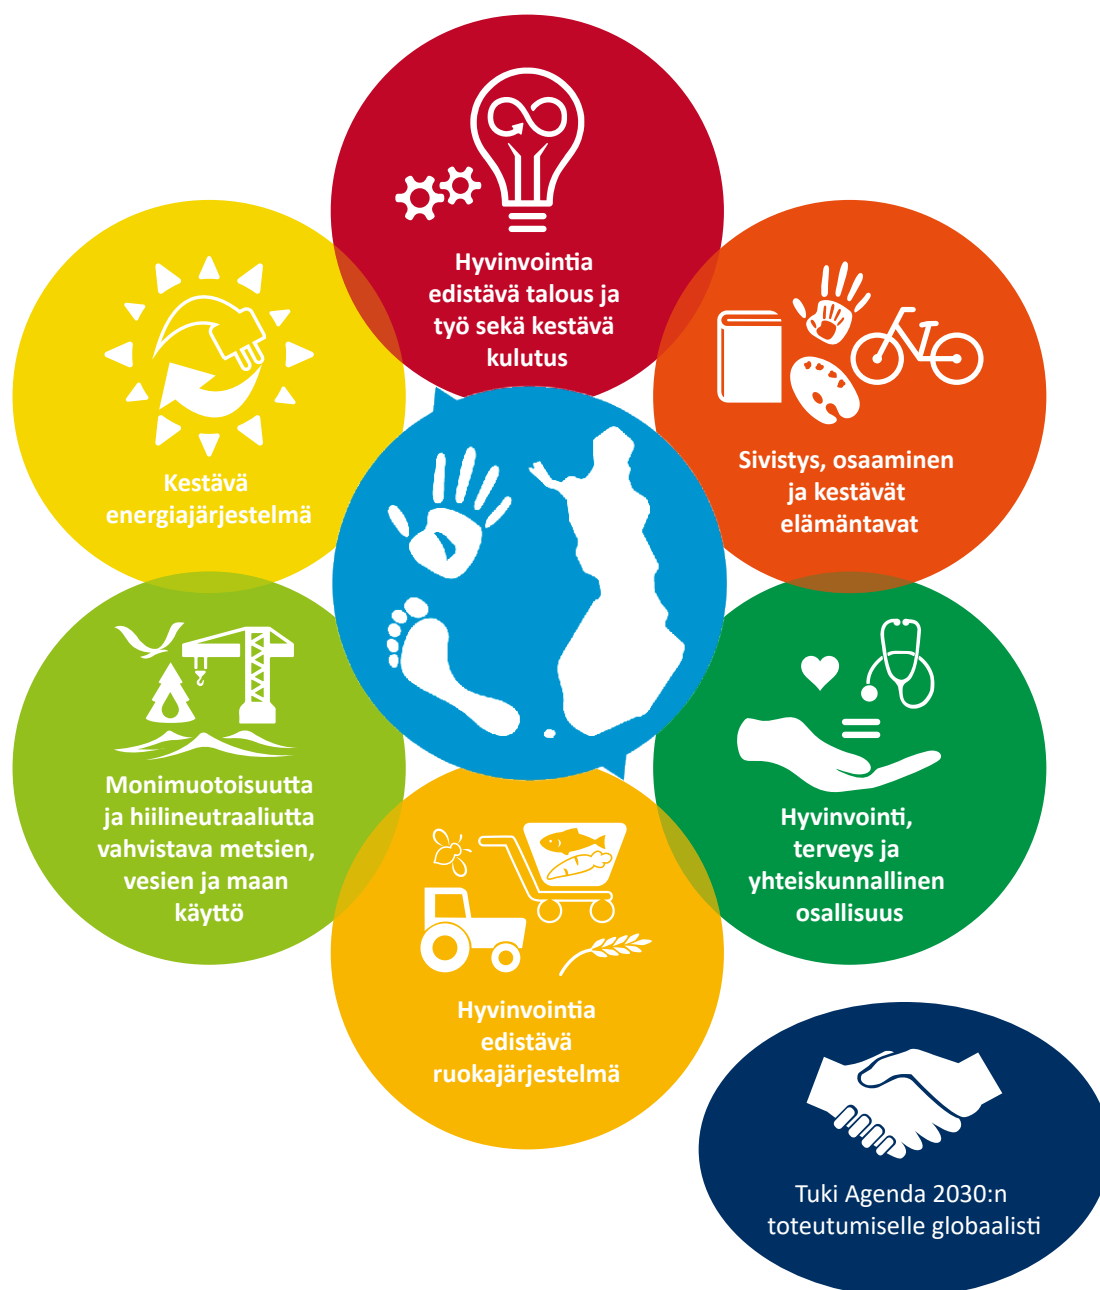 Hyvinvointia
edistävä talous ja
työ sekä kestävä
kulutus
Sivistys, osaaminen
ja kestävät
elämäntavat
Kestävä
energiajärjestelmä
Monimuotoisuutta
ja hiilineutraaliutta
vahvistava metsien,
vesien ja maan
käyttö
Hyvinvointi,
terveys ja
yhteiskunnallinen
osallisuus
Hyvinvointia
edistävä
ruokajärjestelmä
Tuki Agenda 2030:n
toteutumiselle globaalisti